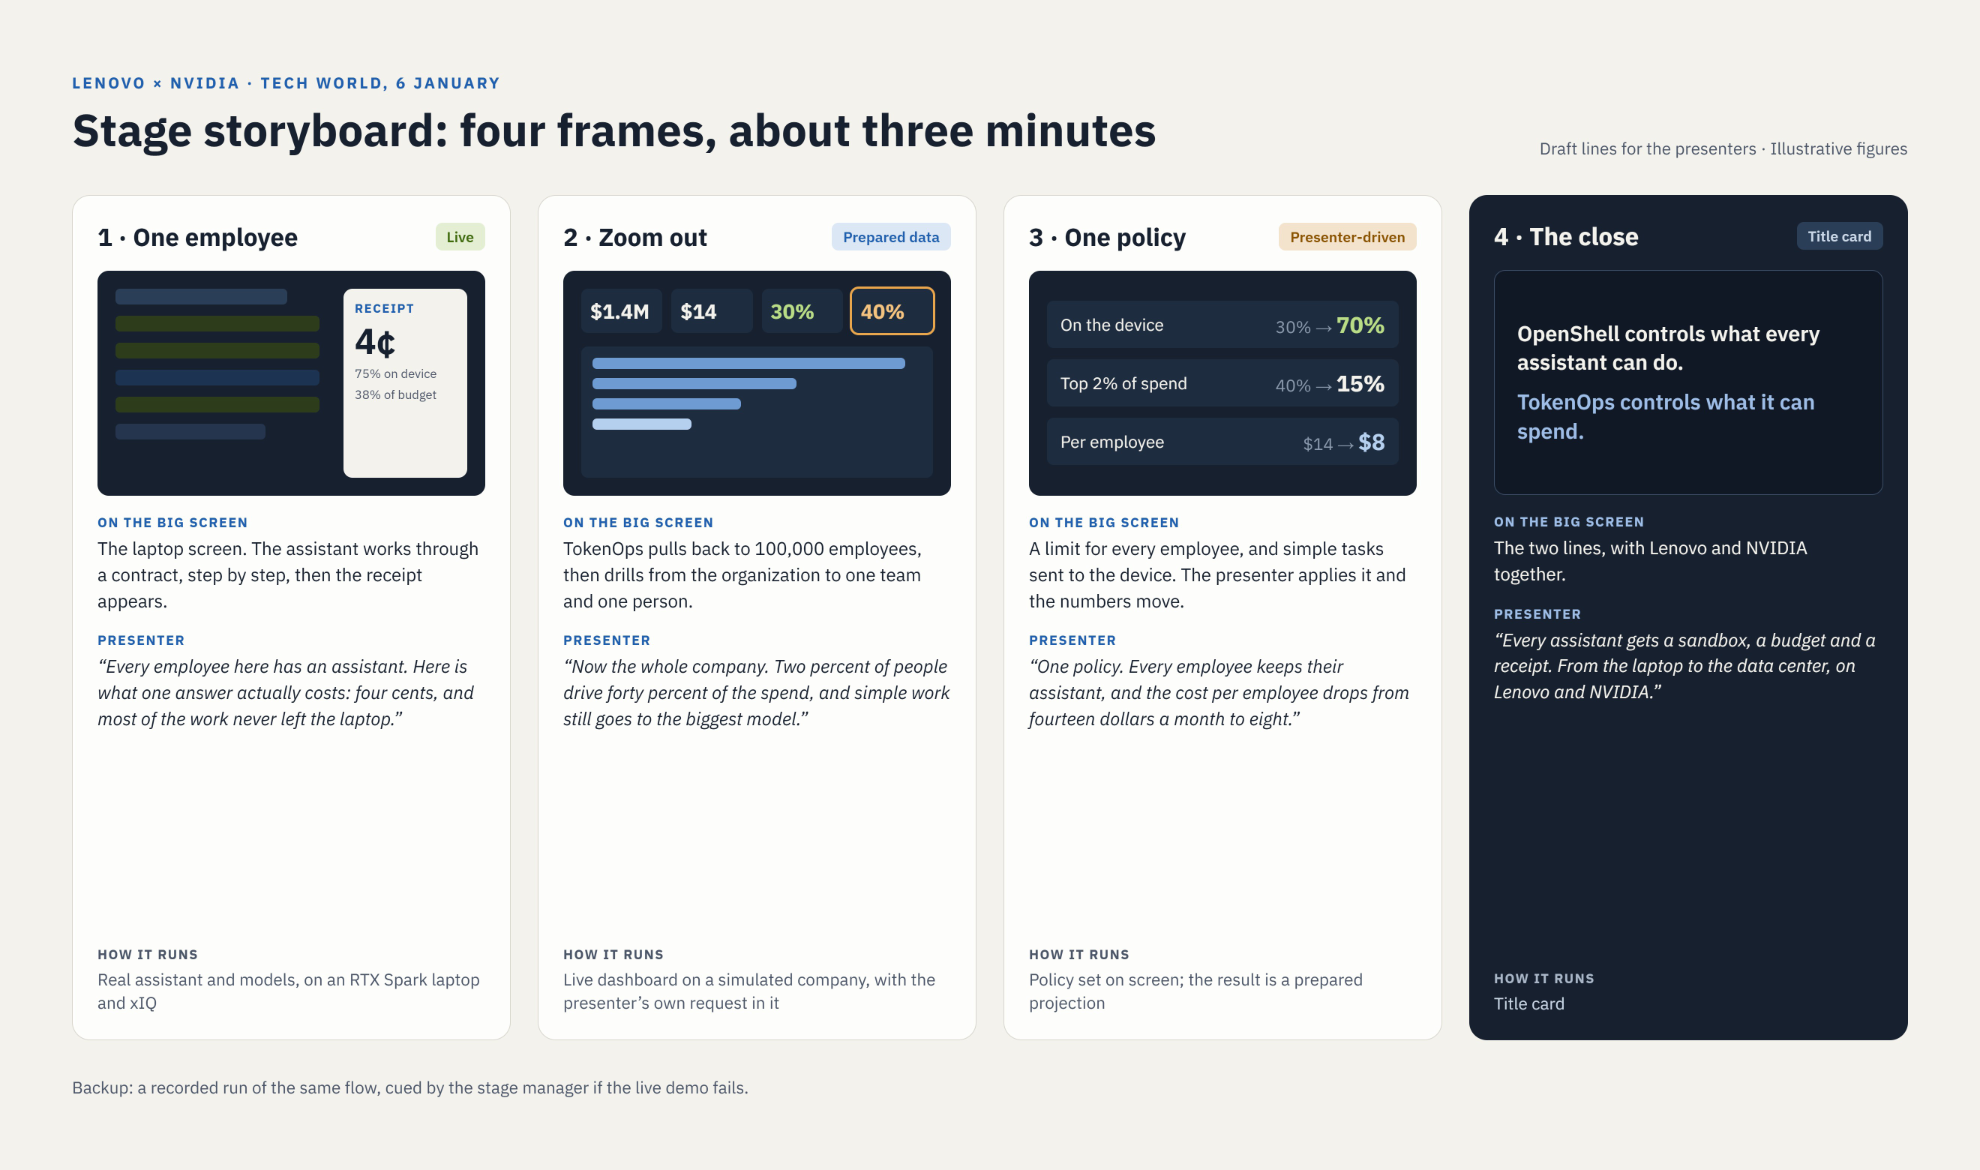 LENOVO × NVIDIA · TECH WORLD, 6 JANUARY
Stage storyboard: four frames, about three minutes
Draft lines for the presenters · Illustrative figures
1 · One employee
Live
RECEIPT
4¢
75% on device
38% of budget
ON THE BIG SCREEN
The laptop screen. The assistant works through
a contract, step by step, then the receipt
appears.
PRESENTER
“Every employee here has an assistant. Here is
what one answer actually costs: four cents, and
most of the work never left the laptop.”
HOW IT RUNS
Real assistant and models, on an RTX Spark laptop
and xIQ
2 · Zoom out
Prepared data
$1.4M
$14
30%
40%
ON THE BIG SCREEN
TokenOps pulls back to 100,000 employees,
then drills from the organization to one team
and one person.
PRESENTER
“Now the whole company. Two percent of people
drive forty percent of the spend, and simple work
still goes to the biggest model.”
HOW IT RUNS
Live dashboard on a simulated company, with the
presenter’s own request in it
3 · One policy
Presenter-driven
On the device 30% → 70%
Top 2% of spend 40% → 15%
Per employee $14 → $8
ON THE BIG SCREEN
A limit for every employee, and simple tasks
sent to the device. The presenter applies it and
the numbers move.
PRESENTER
“One policy. Every employee keeps their
assistant, and the cost per employee drops from
fourteen dollars a month to eight.”
HOW IT RUNS
Policy set on screen; the result is a prepared
projection
4 · The close
Title card
OpenShell controls what every
assistant can do.
TokenOps controls what it can
spend.
ON THE BIG SCREEN
The two lines, with Lenovo and NVIDIA
together.
PRESENTER
“Every assistant gets a sandbox, a budget and a
receipt. From the laptop to the data center, on
Lenovo and NVIDIA.”
HOW IT RUNS
Title card
Backup: a recorded run of the same flow, cued by the stage manager if the live demo fails.